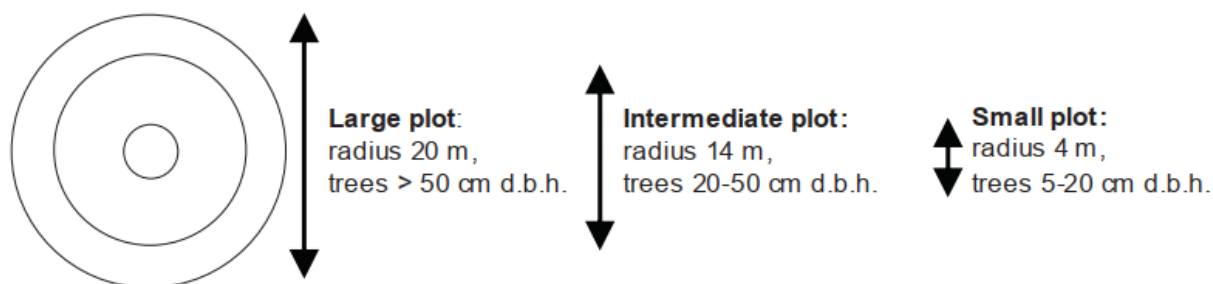 Large plot:
radius 20 m,
trees > 50 cm d.b.h.
Intermediate plot:
radius 14 m,
trees 20-50 cm d.b.h.
Small plot:
radius 4 m,
trees 5-20 cm d.b.h.